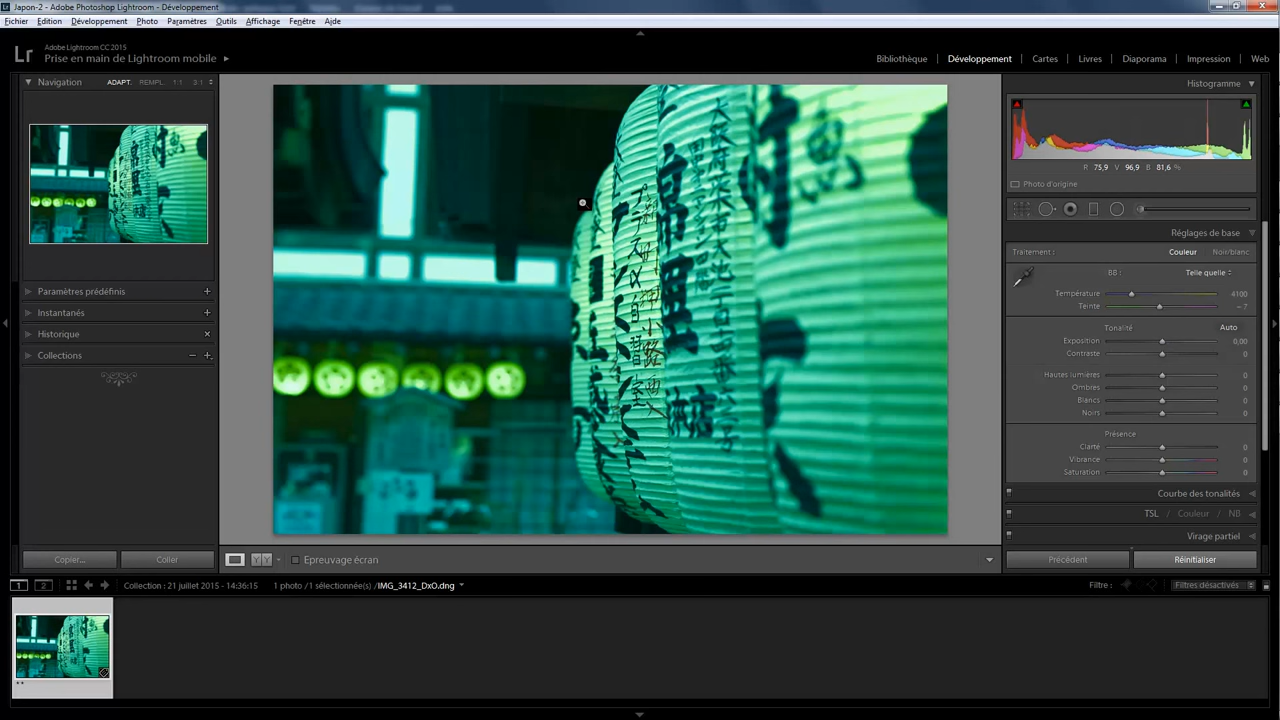 Japon-2 - Adobe Photoshop Lightroom - Développement
Fichier Edition Développement Photo Paramètres Outils Affichage Fenêtre Aide
Lr
Adobe Lightroom CC 2015
Prise en main de Lightroom mobile
Bibliothèque Développement Cartes Livres Diaporama Impression Web
Navigation ADAPT. REMPL. 1:1 3:1
Histogramme
R 75,9 V 96,9 B 81,6 %
Photo d'origine
Réglages de base
Traitement : Couleur Noir/blanc
BB : Telle quelle
Température 4100
Teinte - 7
Tonalité Auto
Exposition 0,00
Contraste 0
Hautes lumières 0
Ombres 0
Blancs 0
Noirs 0
Présence
Clarté 0
Vibrance 0
Saturation 0
Courbe des tonalités
TSL / Couleur / NB
Virage partiel
Paramètres prédéfinis
Instantanés
Historique
Collections
Copier... Coller
YY Epreuvage écran
Précédent Réinitialiser
1 2 Collection : 21 juillet 2015 - 14:36:15 1 photo /1 sélectionnée(s) /IMG_3412_DxO.dng Filtre : Filtres désactivés